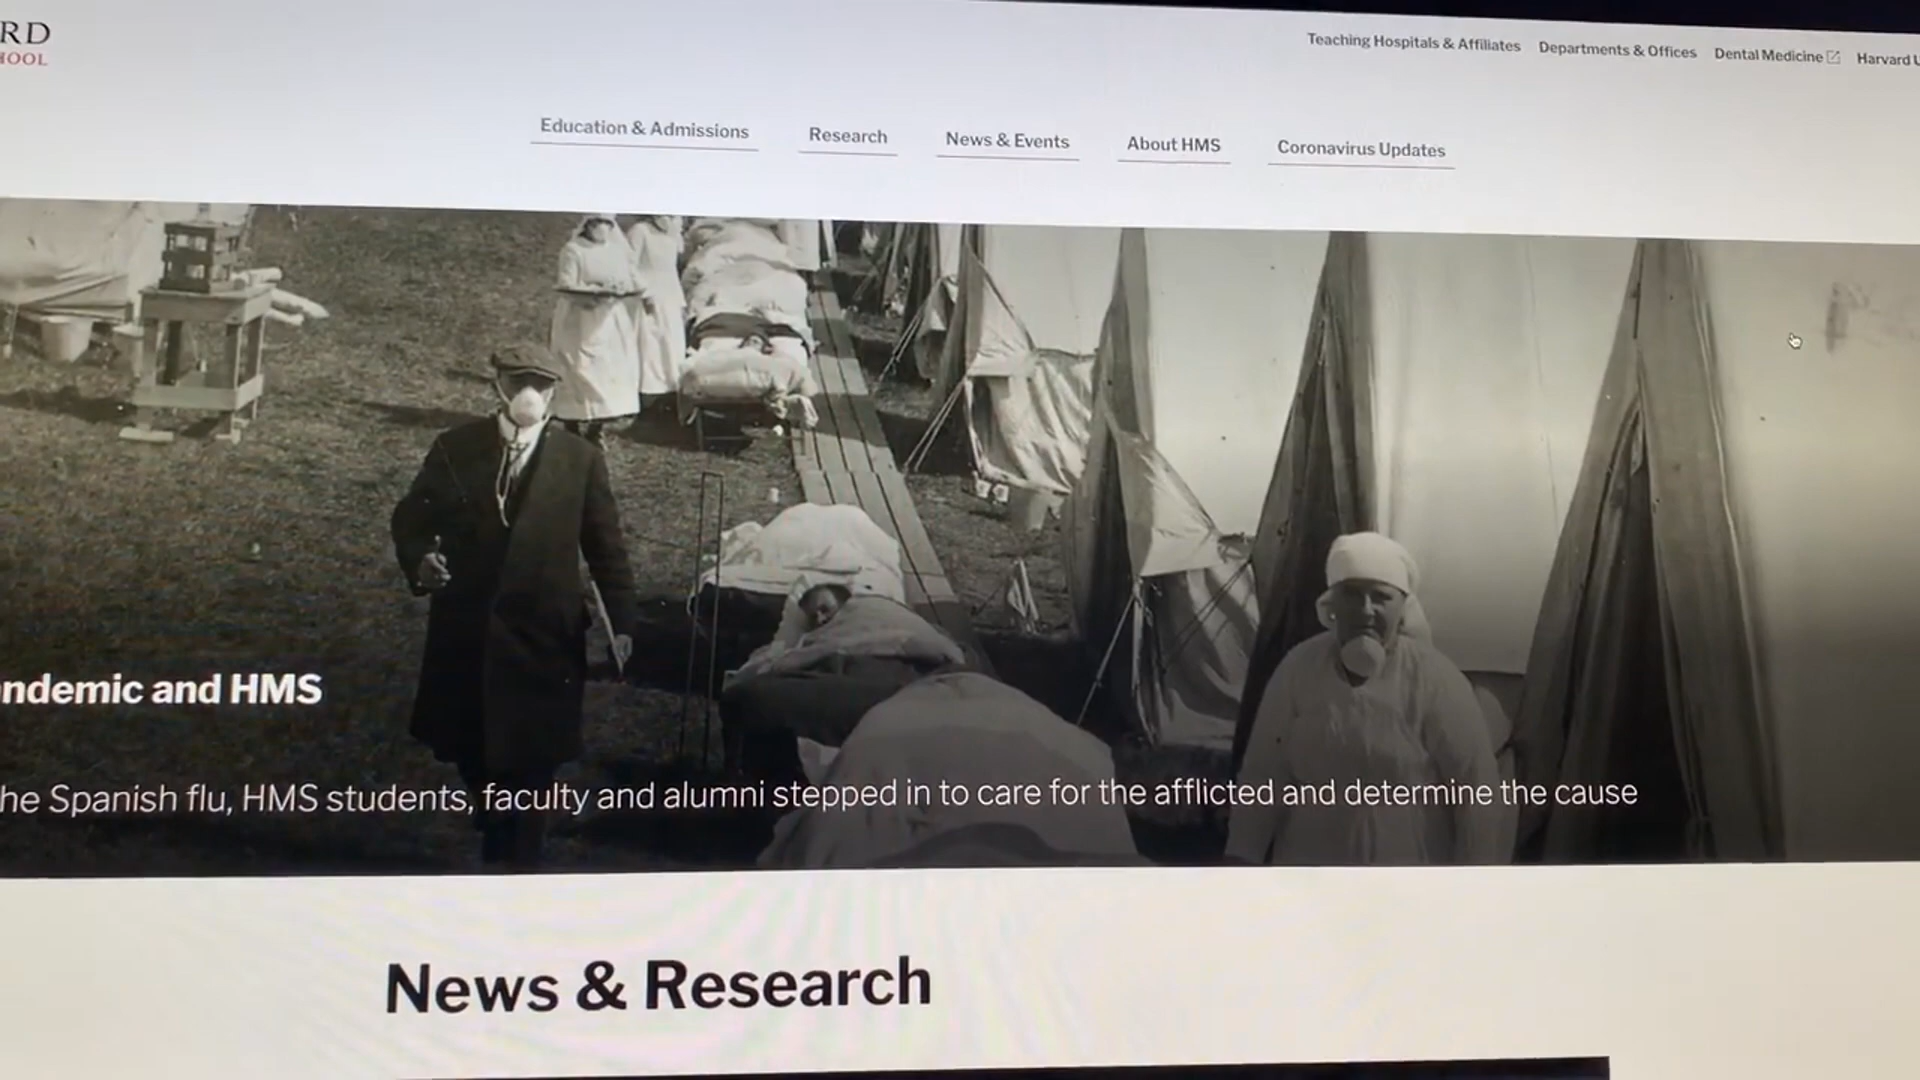 RD
HOOL
Teaching Hospitals & Affiliates Departments & Offices Dental Medicine Harvard U
Education & Admissions Research News & Events About HMS Coronavirus Updates
ndemic and HMS
he Spanish flu, HMS students, faculty and alumni stepped in to care for the afflicted and determine the cause
News & Research